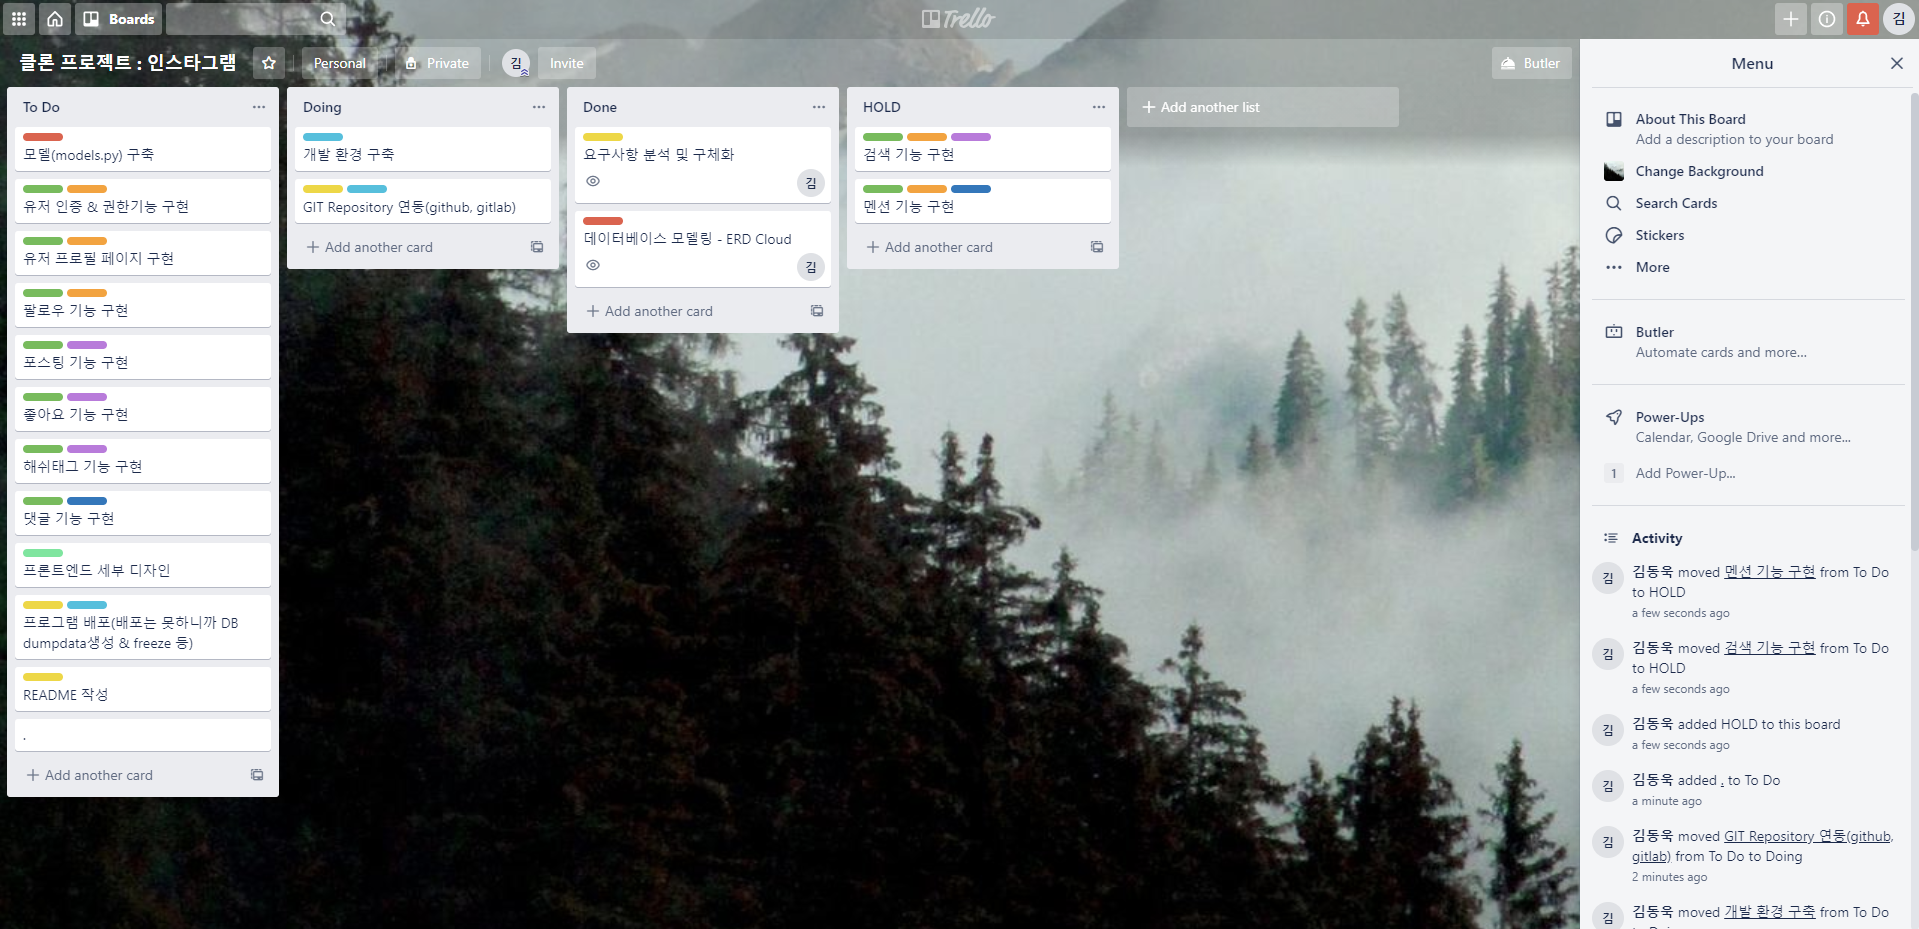 Boards
Trello
김
클론 프로젝트 : 인스타그램
Personal
Private
김
Invite
Butler
To Do
모델(models.py) 구축
유저 인증 & 권한기능 구현
유저 프로필 페이지 구현
팔로우 기능 구현
포스팅 기능 구현
좋아요 기능 구현
해쉬태그 기능 구현
댓글 기능 구현
프론트엔드 세부 디자인
프로그램 배포(배포는 못하니까 DB
dumpdata생성 & freeze 등)
README 작성
.
Add another card
Doing
개발 환경 구축
GIT Repository 연동(github, gitlab)
Add another card
Done
요구사항 분석 및 구체화
김
데이터베이스 모델링 - ERD Cloud
김
Add another card
HOLD
검색 기능 구현
멘션 기능 구현
Add another card
Add another list
Menu
About This Board
Add a description to your board
Change Background
Search Cards
Stickers
More
Butler
Automate cards and more...
Power-Ups
Calendar, Google Drive and more...
1 Add Power-Up...
Activity
김 김동욱 moved 멘션 기능 구현 from To Do
to HOLD
a few seconds ago
김 김동욱 moved 검색 기능 구현 from To Do
to HOLD
a few seconds ago
김 김동욱 added HOLD to this board
a few seconds ago
김 김동욱 added . to To Do
a minute ago
김 김동욱 moved GIT Repository 연동(github,
gitlab) from To Do to Doing
2 minutes ago
김 김동욱 moved 개발 환경 구축 from To Do